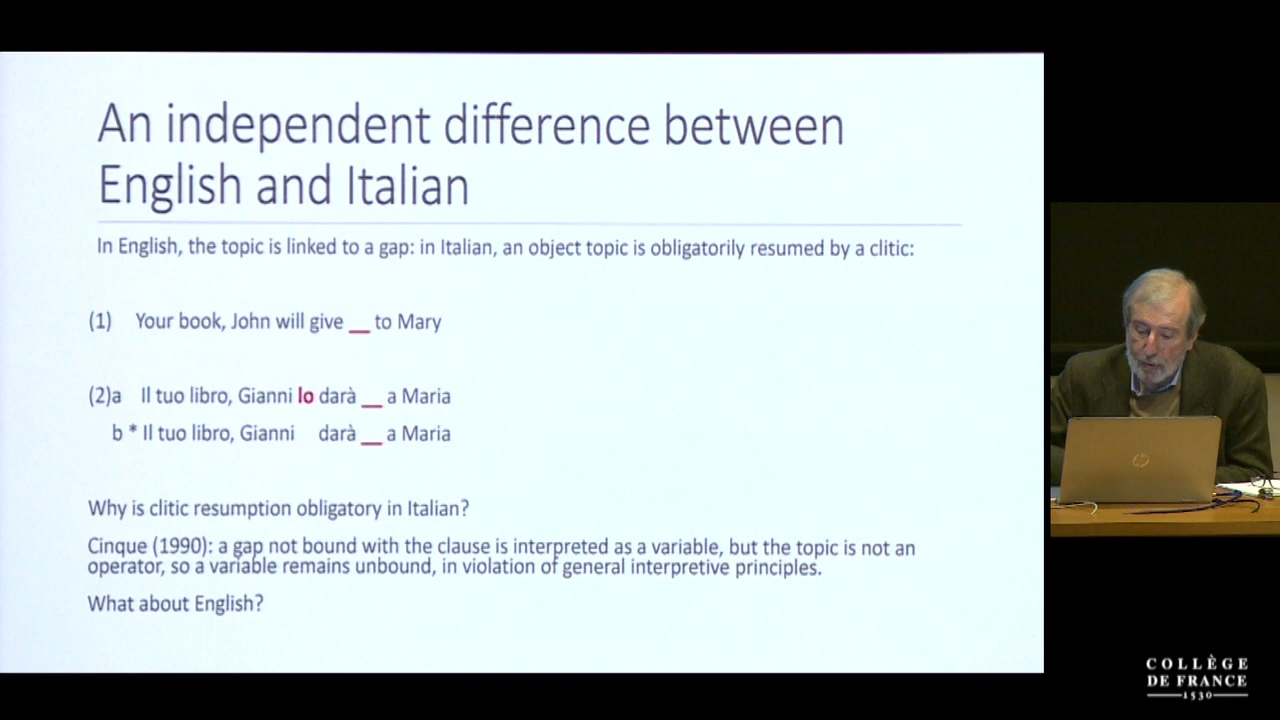 An independent difference between
English and Italian
In English, the topic is linked to a gap: in Italian, an object topic is obligatorily resumed by a clitic:
(1) Your book, John will give __ to Mary
(2)a Il tuo libro, Gianni lo darà __ a Maria
b * Il tuo libro, Gianni darà __ a Maria
Why is clitic resumption obligatory in Italian?
Cinque (1990): a gap not bound with the clause is interpreted as a variable, but the topic is not an
operator, so a variable remains unbound, in violation of general interpretive principles.
What about English?
hp
COLLÈGE
DE FRANCE
1530